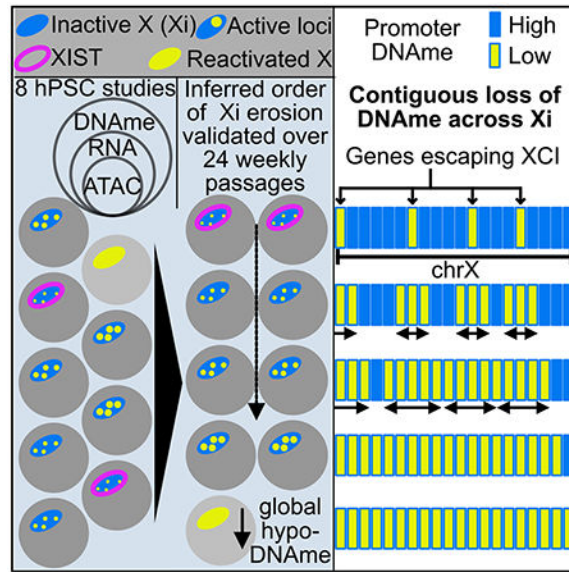 Inactive X (Xi)
Active loci
XIST
Reactivated X
8 hPSC studies
DNAme
RNA
ATAC
Inferred order
of Xi erosion
validated over
24 weekly
passages
global
hypo-
DNAme
Promoter
DNAme
High
Low
Contiguous loss of
DNAme across Xi
Genes escaping XCI
chrX